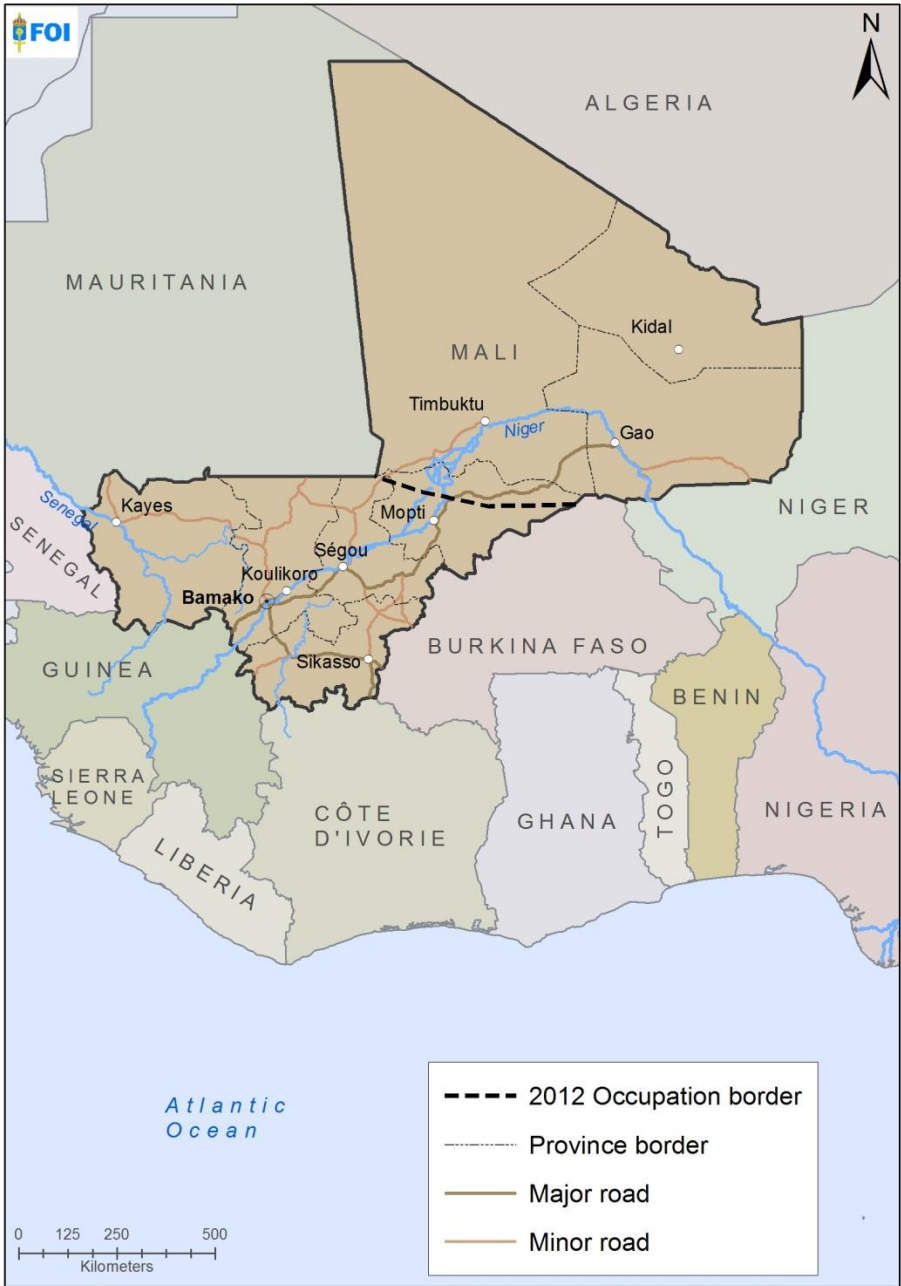 FOI
N
ALGERIA
MAURITANIA
Kidal
MALI
Timbuktu
Niger
Gao
Senegal
Kayes
Mopti
NIGER
SENEGAL
Ségou
Koulikoro
Bamako
BURKINA FASO
Sikasso
GUINEA
BENIN
SIERRA
LEONE
CÔTE
D'IVORIE
GHANA
TOGO
NIGERIA
LIBERIA
Atlantic
Ocean
2012 Occupation border
Province border
Major road
Minor road
0 125 250 500
Kilometers